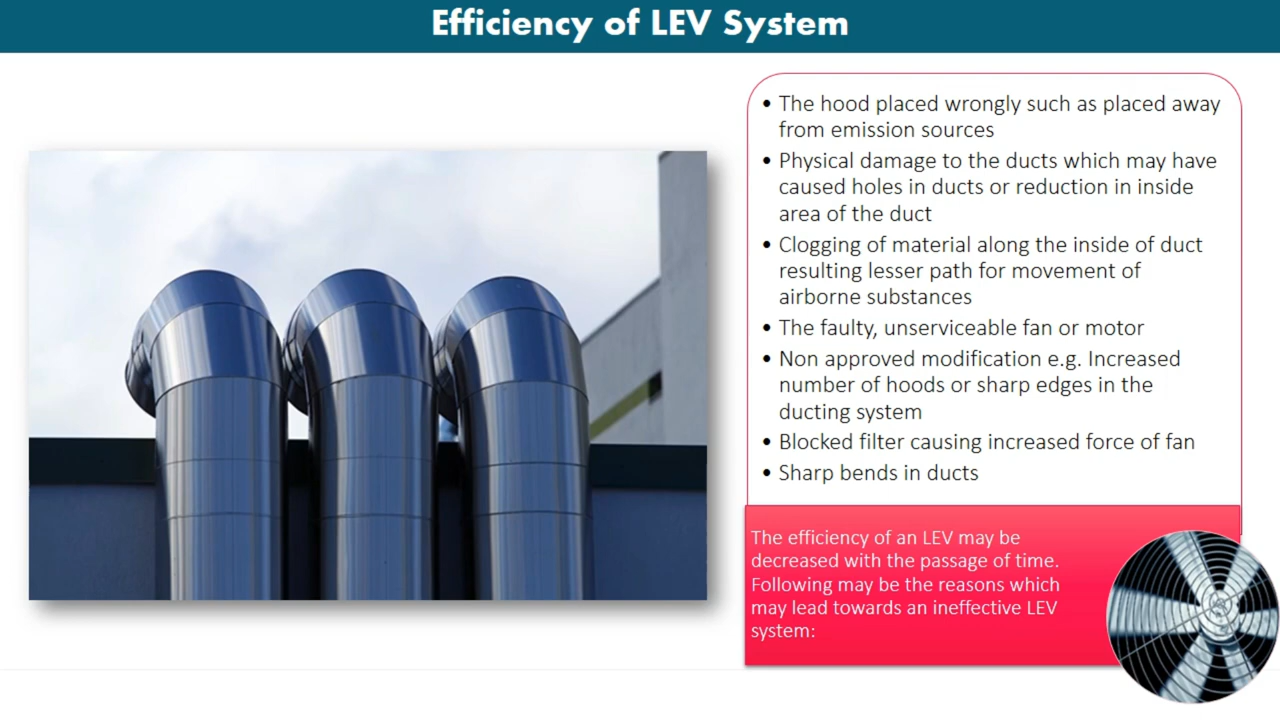 Efficiency of LEV System
• The hood placed wrongly such as placed away
from emission sources
• Physical damage to the ducts which may have
caused holes in ducts or reduction in inside
area of the duct
• Clogging of material along the inside of duct
resulting lesser path for movement of
airborne substances
• The faulty, unserviceable fan or motor
• Non approved modification e.g. Increased
number of hoods or sharp edges in the
ducting system
• Blocked filter causing increased force of fan
• Sharp bends in ducts
The efficiency of an LEV may be
decreased with the passage of time.
Following may be the reasons which
may lead towards an ineffective LEV
system: